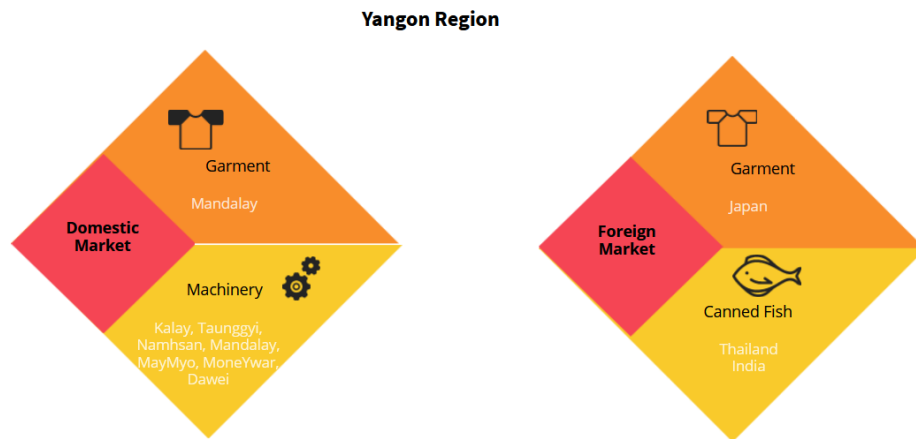 Yangon Region
Domestic
Market
Garment
Mandalay
Machinery
Kalay, Taunggyi,
Namhsan, Mandalay,
MayMyo, MoneYwar,
Dawei
Foreign
Market
Garment
Japan
Canned Fish
Thailand
India